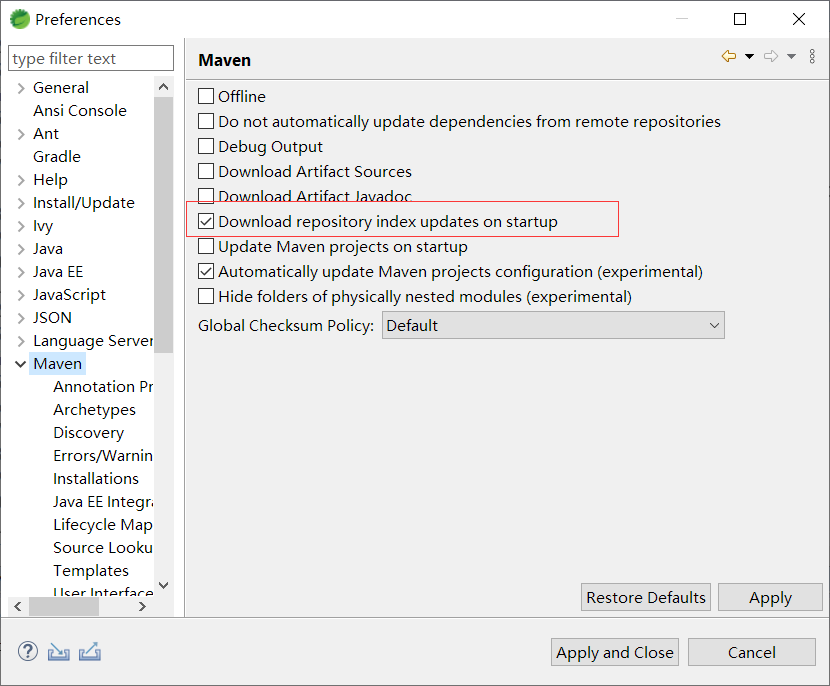 Preferences
type filter text
General
Ansi Console
Ant
Gradle
Help
Install/Update
Ivy
Java
Java EE
JavaScript
JSON
Language Server
Maven
Annotation Pr
Archetypes
Discovery
Errors/Warnin
Installations
Java EE Integra
Lifecycle Map
Source Looku
Templates
User Interface
Maven
Offline
Do not automatically update dependencies from remote repositories
Debug Output
Download Artifact Sources
Download Artifact Javadoc
Download repository index updates on startup
Update Maven projects on startup
Automatically update Maven projects configuration (experimental)
Hide folders of physically nested modules (experimental)
Global Checksum Policy: Default
Restore Defaults Apply
? Apply and Close Cancel